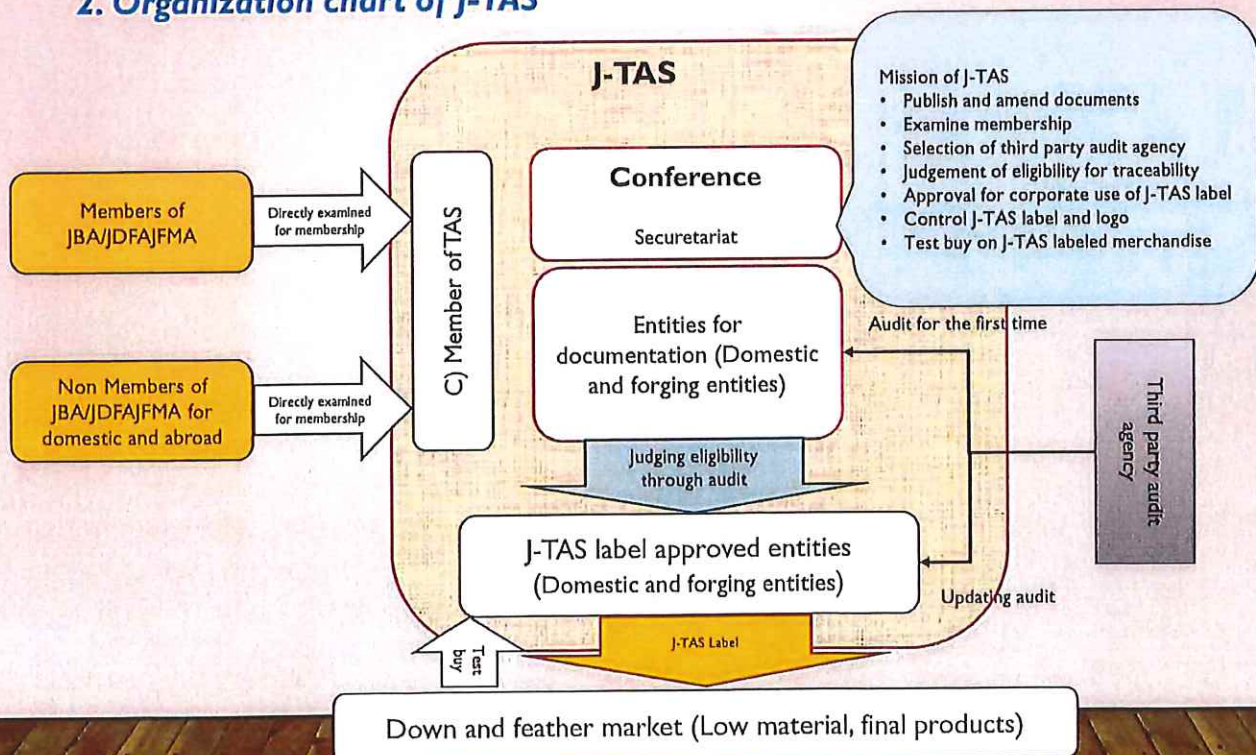 2. Organization chart of J-TAS
J-TAS
Mission of J-TAS
• Publish and amend documents
• Examine membership
• Selection of third party audit agency
• Judgement of eligibility for traceability
• Approval for corporate use of J-TAS label
• Control J-TAS label and logo
• Test buy on J-TAS labeled merchandise
Members of
JBA/JDFAJFMA
Directly examined
for membership
Non Members of
JBA/JDFAJFMA for
domestic and abroad
Directly examined
for membership
C) Member of TAS
Conference
Securetariat
Entities for
documentation (Domestic
and forging entities)
Audit for the first time
Third party audit
agency
Judging eligibility
through audit
J-TAS label approved entities
(Domestic and forging entities)
Updating audit
Test
buy
J-TAS Label
Down and feather market (Low material, final products)